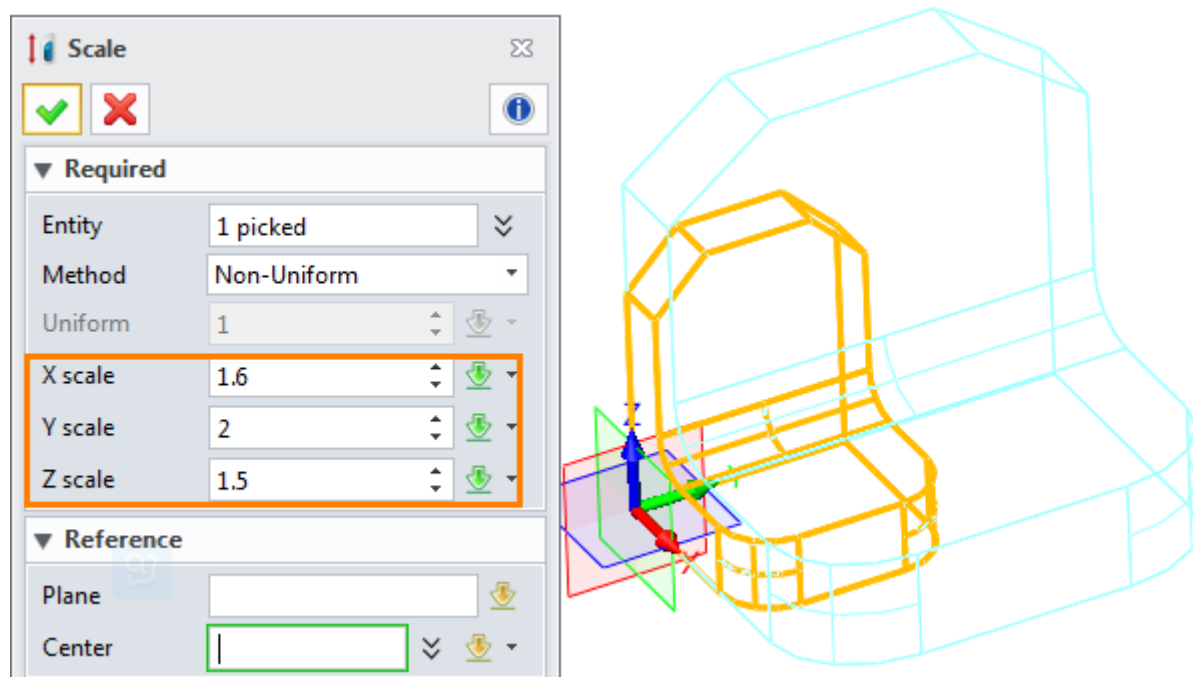 Scale
Required
Entity 1 picked
Method Non-Uniform
Uniform 1
X scale 1.6
Y scale 2
Z scale 1.5
Reference
Plane
Center
Z
Y
X